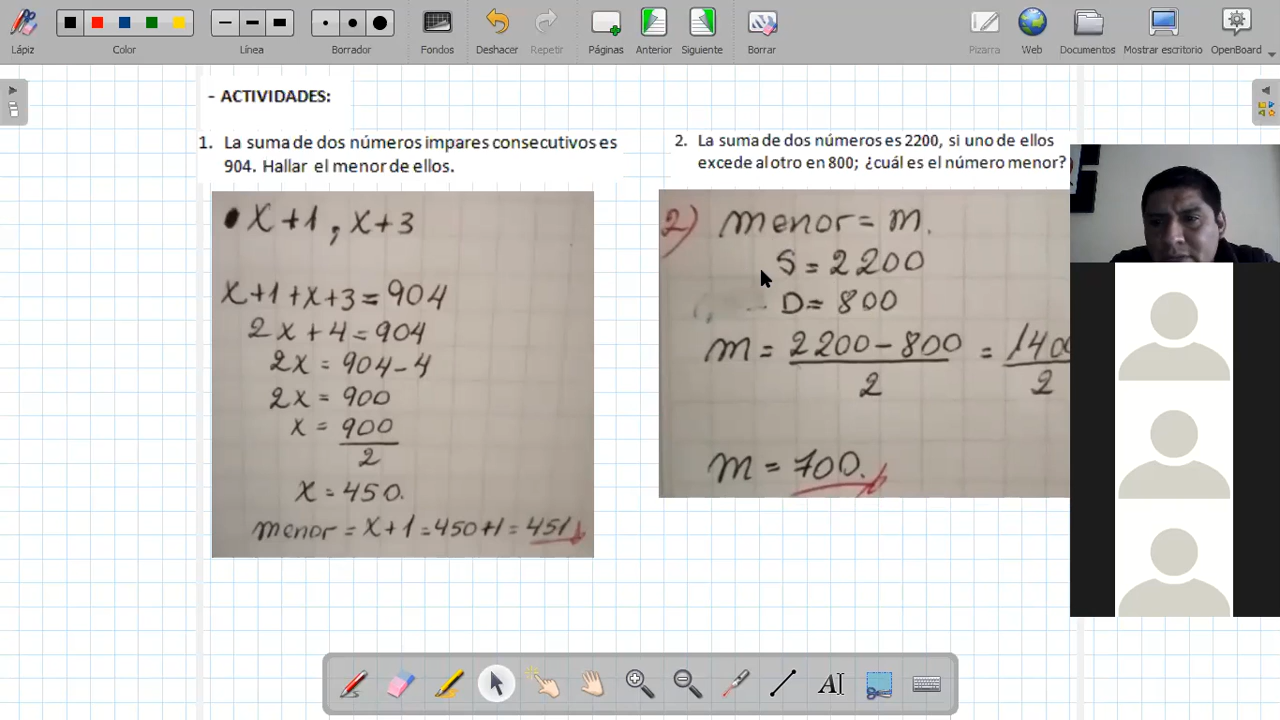 Lápiz
Color
Línea
Borrador
Fondos
Deshacer
Repetir
Páginas
Anterior
Siguiente
Borrar
Pizarra
Web
Documentos
Mostrar escritorio
OpenBoard
- ACTIVIDADES:
1. La suma de dos números impares consecutivos es
904. Hallar el menor de ellos.
x+1, x+3
x+1+x+3=904
2x+4=904
2x=904-4
2x=900
x=900
2
x=450.
menor=x+1=450+1=451
2. La suma de dos números es 2200, si uno de ellos
excede al otro en 800; ¿cuál es el número menor?
2) menor=m.
S=2200
D=800
m=2200-800=1400
2 2
m=700.
AI